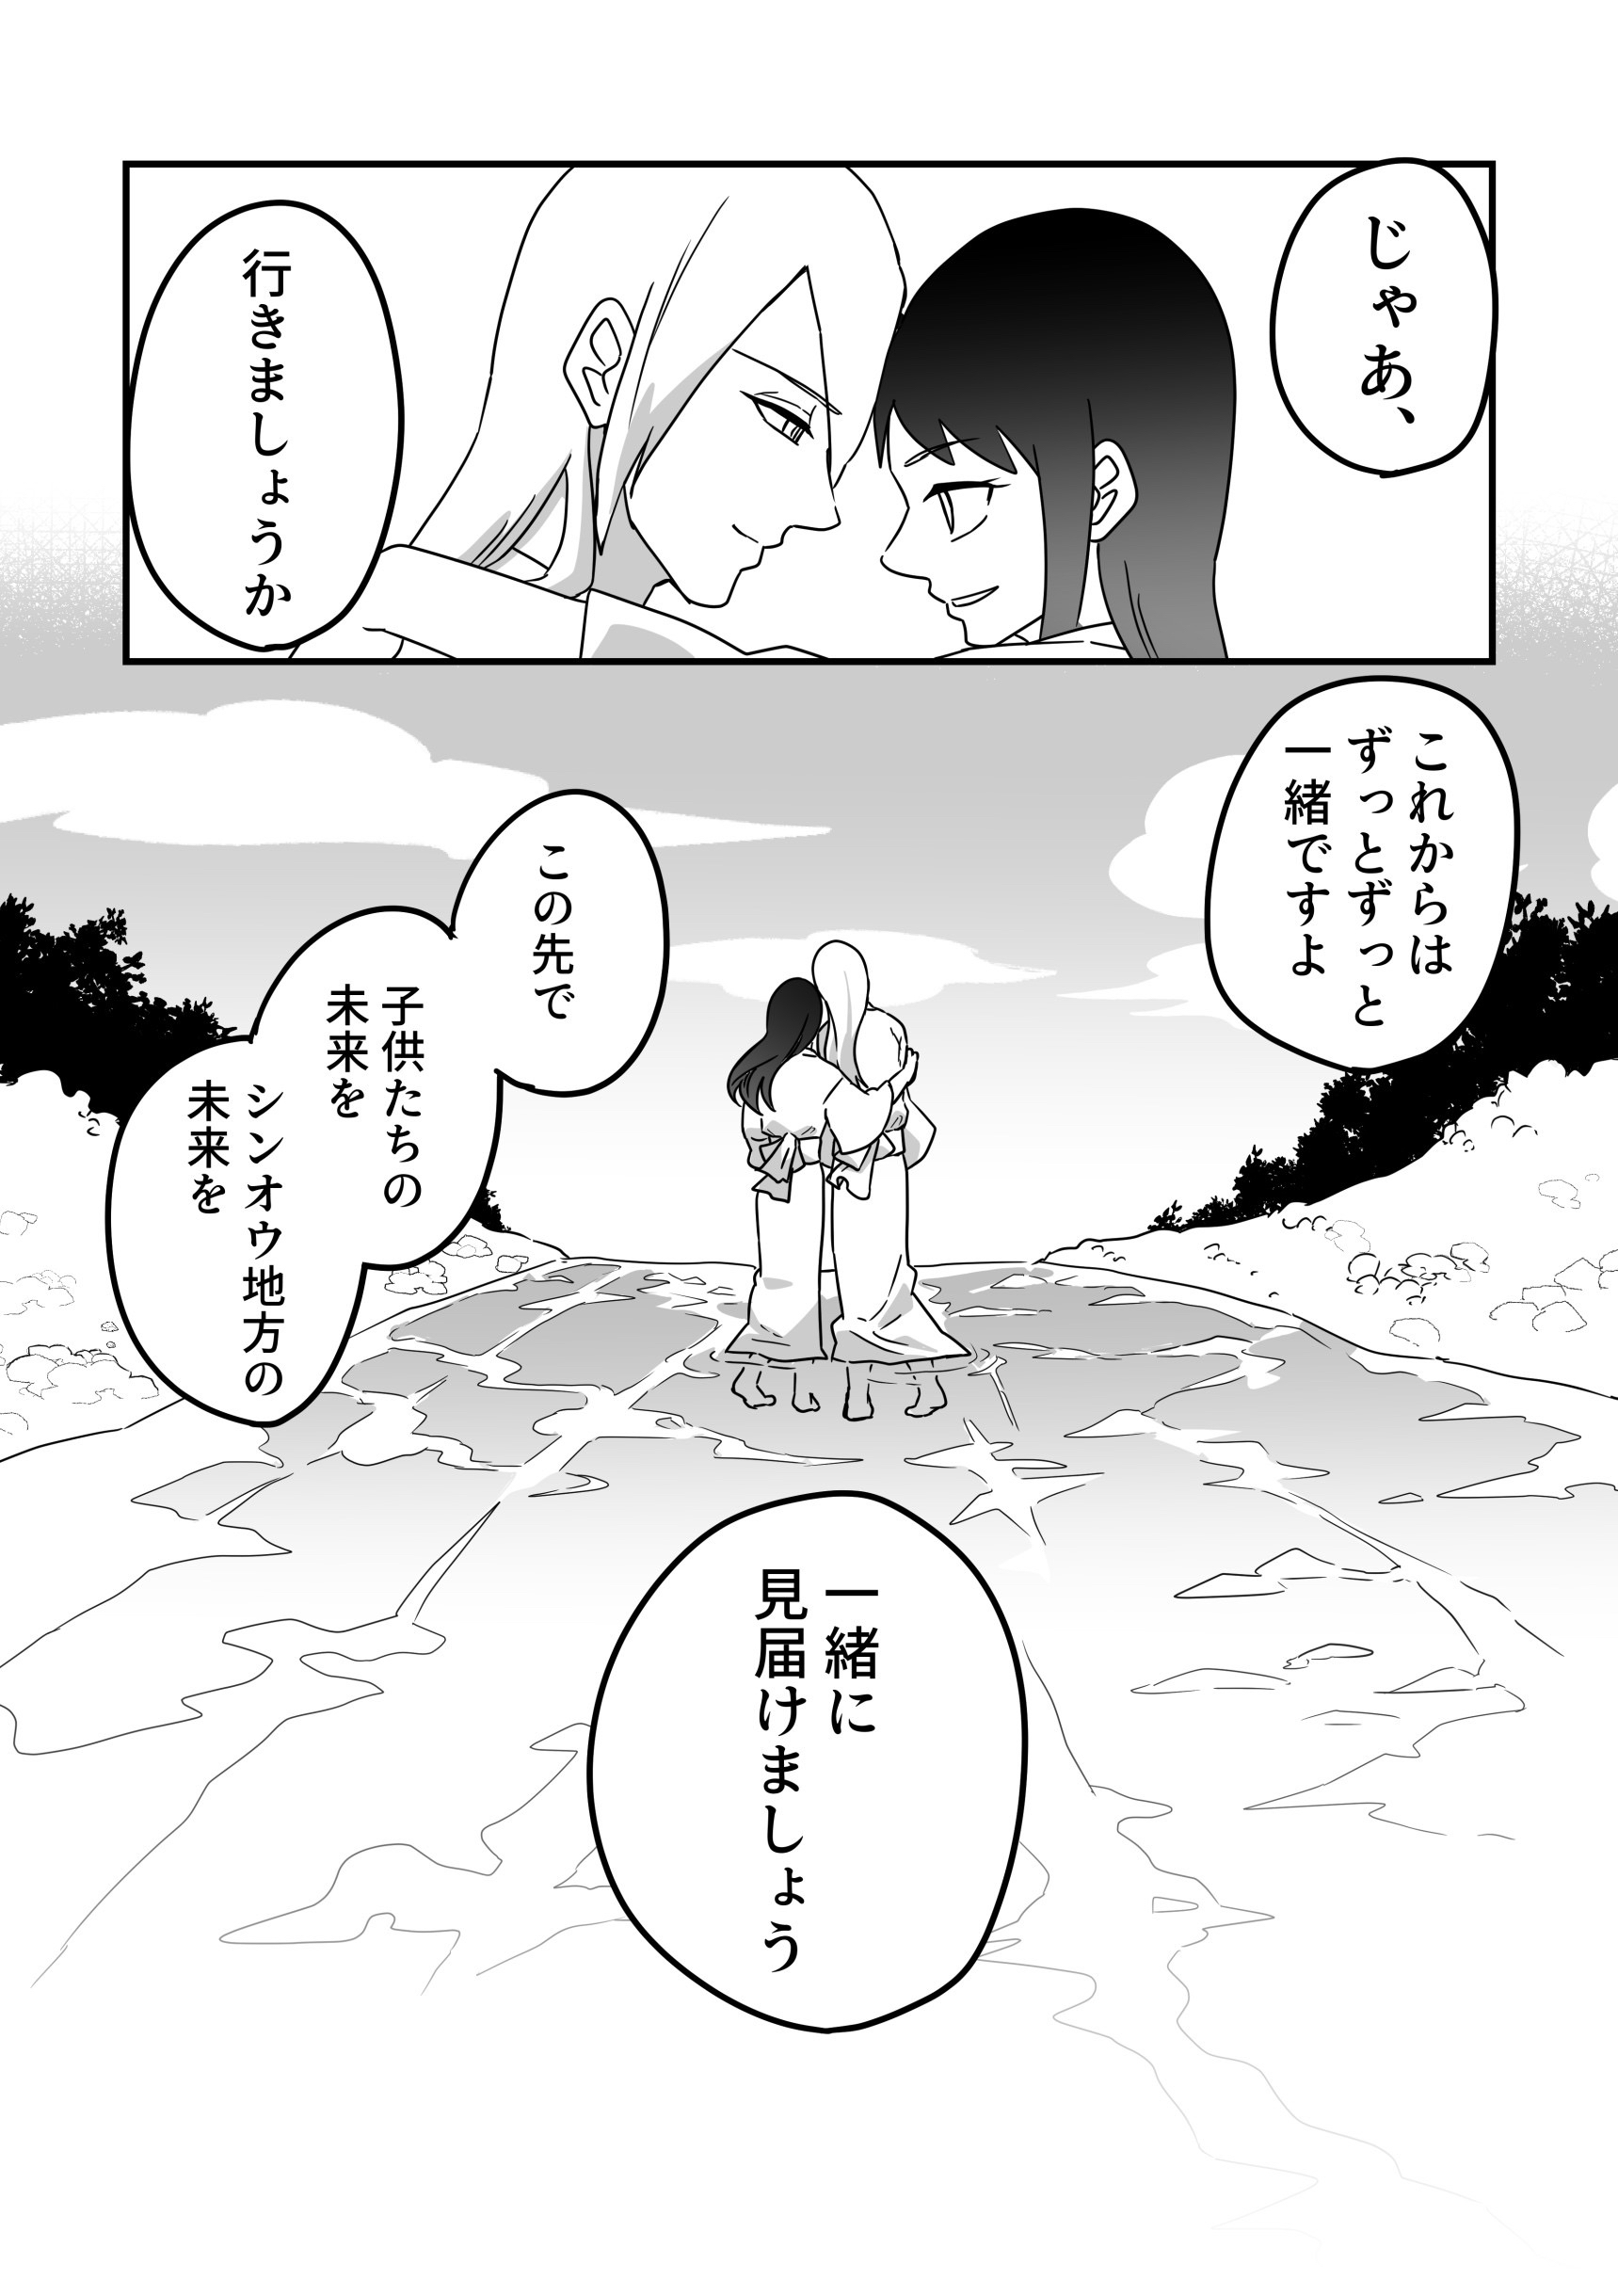 じゃあ、
行きましょうか
これからは
ずっとずっと
一緒ですよ
この先で
子供たちの
未来を
シンオウ地方の
未来を
一緒に
見届けましょう